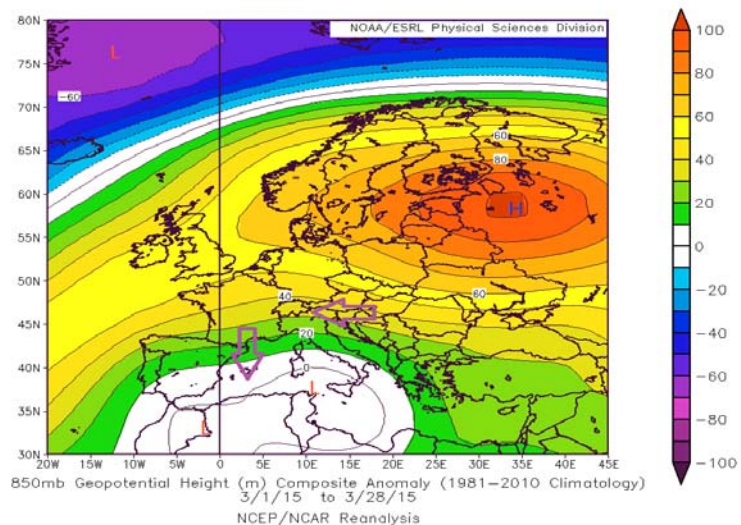 NOAA/ESRL Physical Sciences Division
80N
75N
70N
65N
60N
55N
50N
45N
40N
35N
30N
L
-60
60
80
H
60
40
20
0
L
L
20W 15W 10W 5W 0 5E 10E 15E 20E 25E 30E 35E 40E 45E
100
80
60
40
20
0
-20
-40
-60
-80
-100
850mb Geopotential Height (m) Composite Anomaly (1981-2010 Climatology)
3/1/15 to 3/28/15
NCEP/NCAR Reanalysis